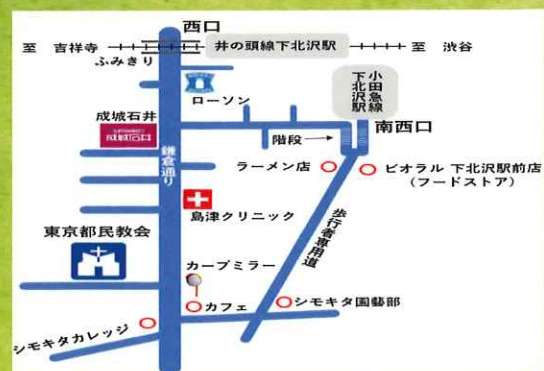 西口
至 吉祥寺
井の頭線下北沢駅
至 渋谷
ふみきり
ローソン
小田急線
下北沢駅
成城石井
成城石井
南西口
階段→
鎌倉通り
ラーメン店
ビオラル 下北沢駅前店
(フードストア)
島津クリニック
歩行者専用道
東京都民教会
カーブミラー
カフェ
シモキタ園藝部
シモキタカレッジ